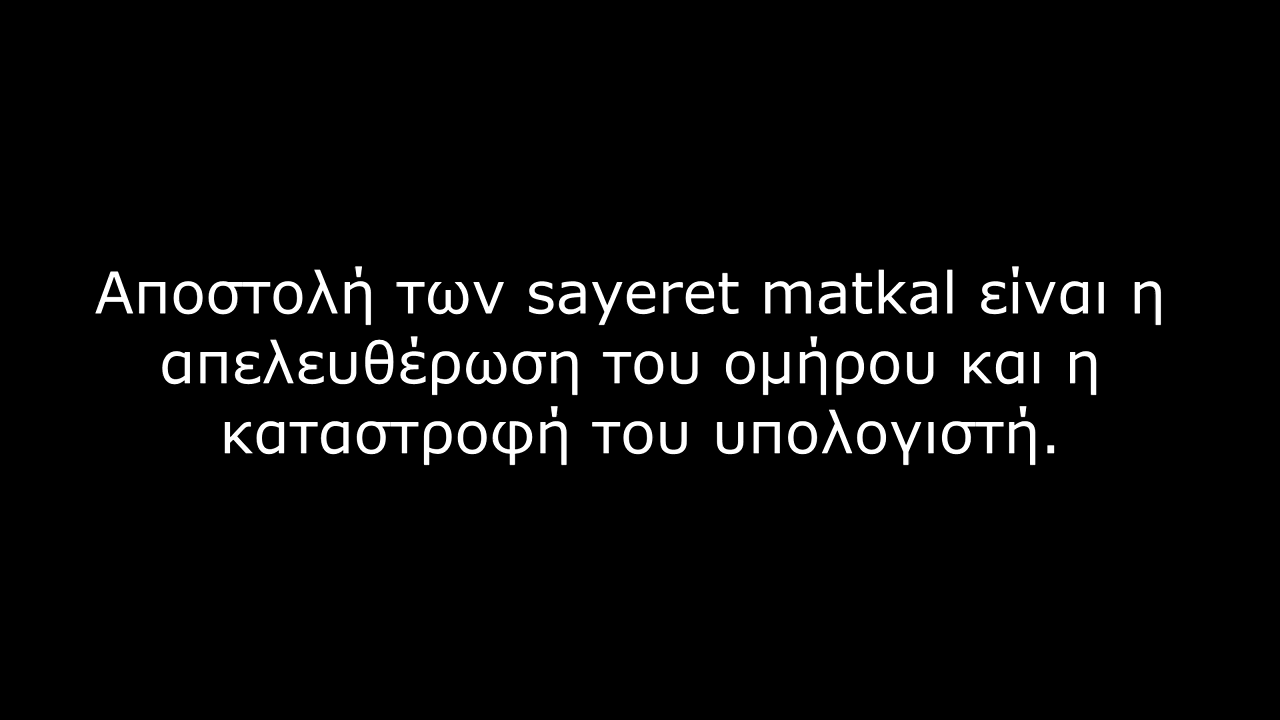 Αποστολή των sayeret matkal είναι η
απελευθέρωση του ομήρου και η
καταστροφή του υπολογιστή.